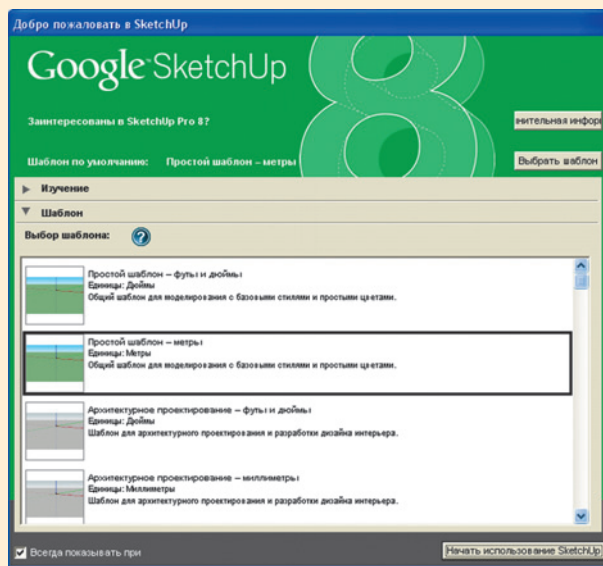 Добро пожаловать в SketchUp
Google SketchUp
8
Заинтересованы в SketchUp Pro 8?
нительная инфор
Шаблон по умолчанию: Простой шаблон – метры
Выбрать шаблон
Изучение
Шаблон
Выбор шаблона: ?
Простой шаблон – футы и дюймы
Единицы: Дюймы
Общий шаблон для моделирования с базовыми стилями и простыми цветами.
Простой шаблон – метры
Единицы: Метры
Общий шаблон для моделирования с базовыми стилями и простыми цветами.
Архитектурное проектирование – футы и дюймы
Единицы: Дюймы
Шаблон для архитектурного проектирования и разработки дизайна интерьера.
Архитектурное проектирование – миллиметры
Единицы: Миллиметры
Шаблон для архитектурного проектирования и разработки дизайна интерьера.
Всегда показывать при
Начать использование SketchUp